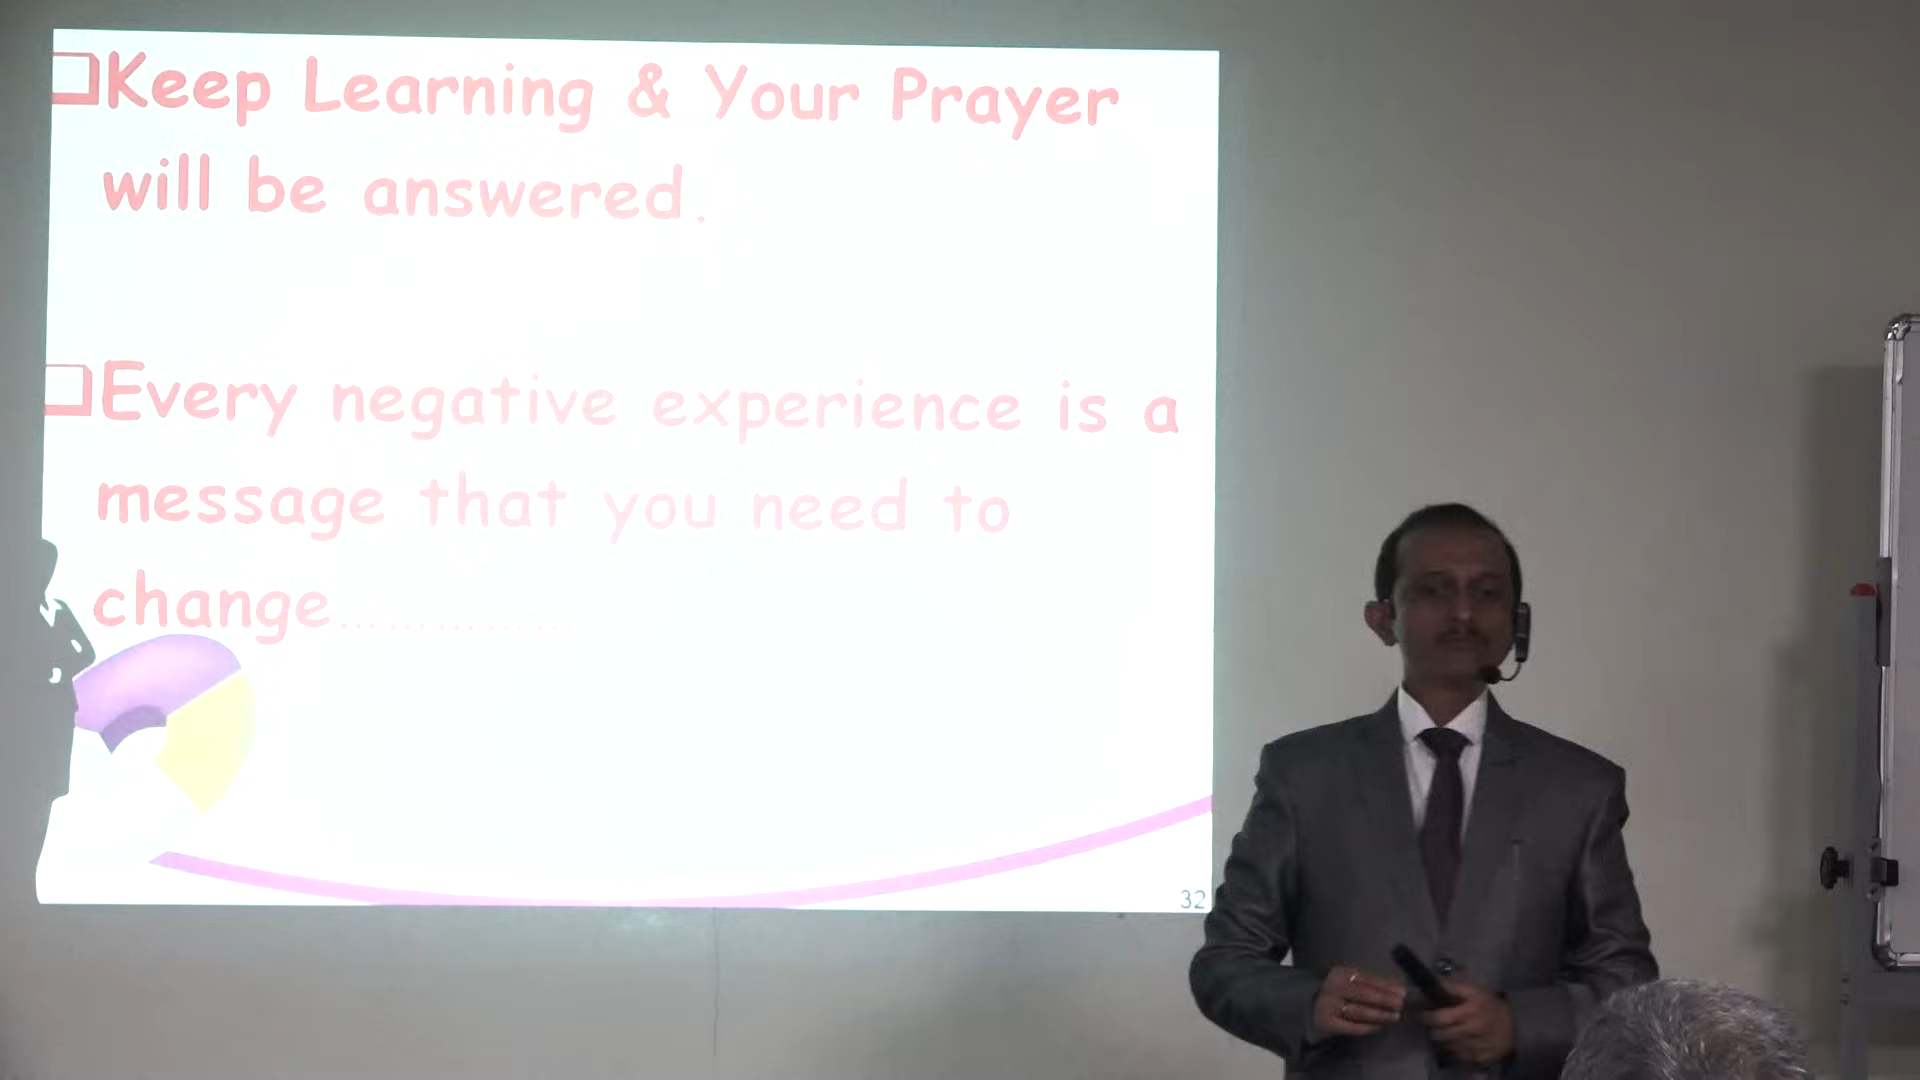 ❑Keep Learning & Your Prayer
will be answered.
❑Every negative experience is a
message that you need to
change..............
32